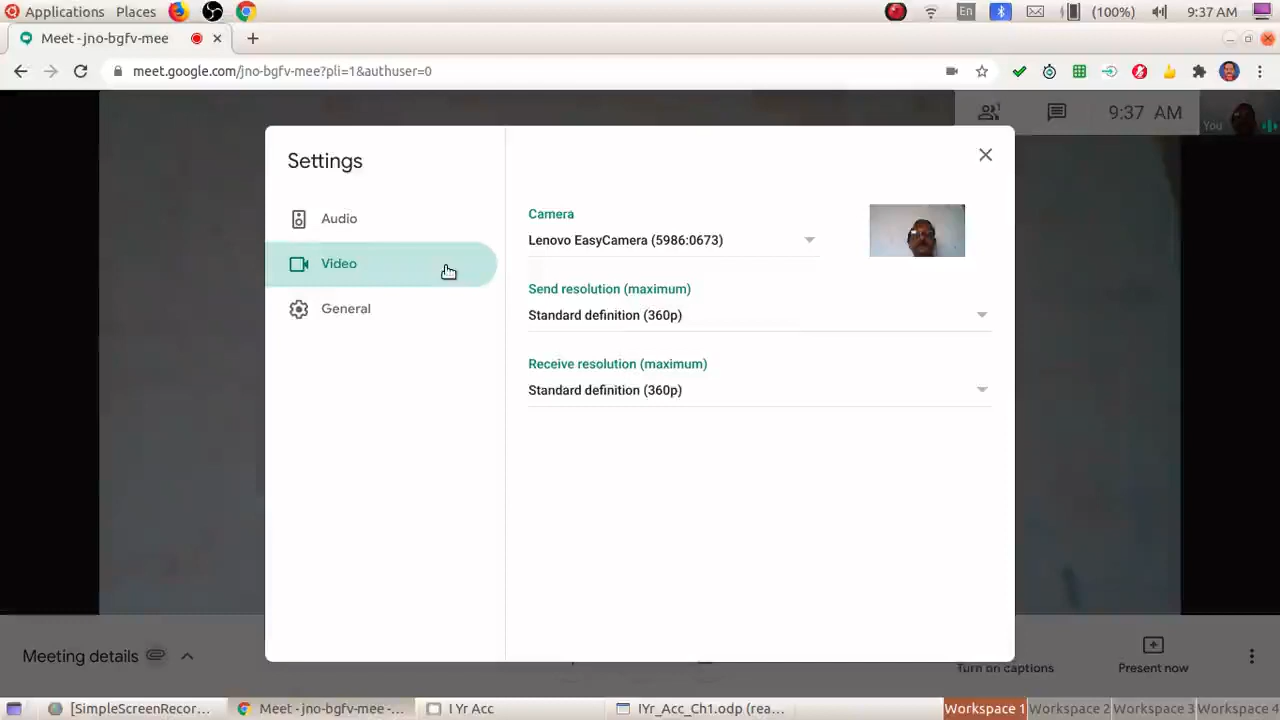 Applications Places En (100%) 9:37 AM
Meet - jno-bgfv-mee
meet.google.com/jno-bgfv-mee?pli=1&authuser=0
9:37 AM
You
Settings
Audio
Video
General
Camera
Lenovo EasyCamera (5986:0673)
Send resolution (maximum)
Standard definition (360p)
Receive resolution (maximum)
Standard definition (360p)
Meeting details
Turn on captions
Present now
[SimpleScreenRecor... Meet - jno-bgfv-mee -... I Yr Acc IYr_Acc_Ch1.odp (rea... Workspace 1 Workspace 2 Workspace 3 Workspace 4